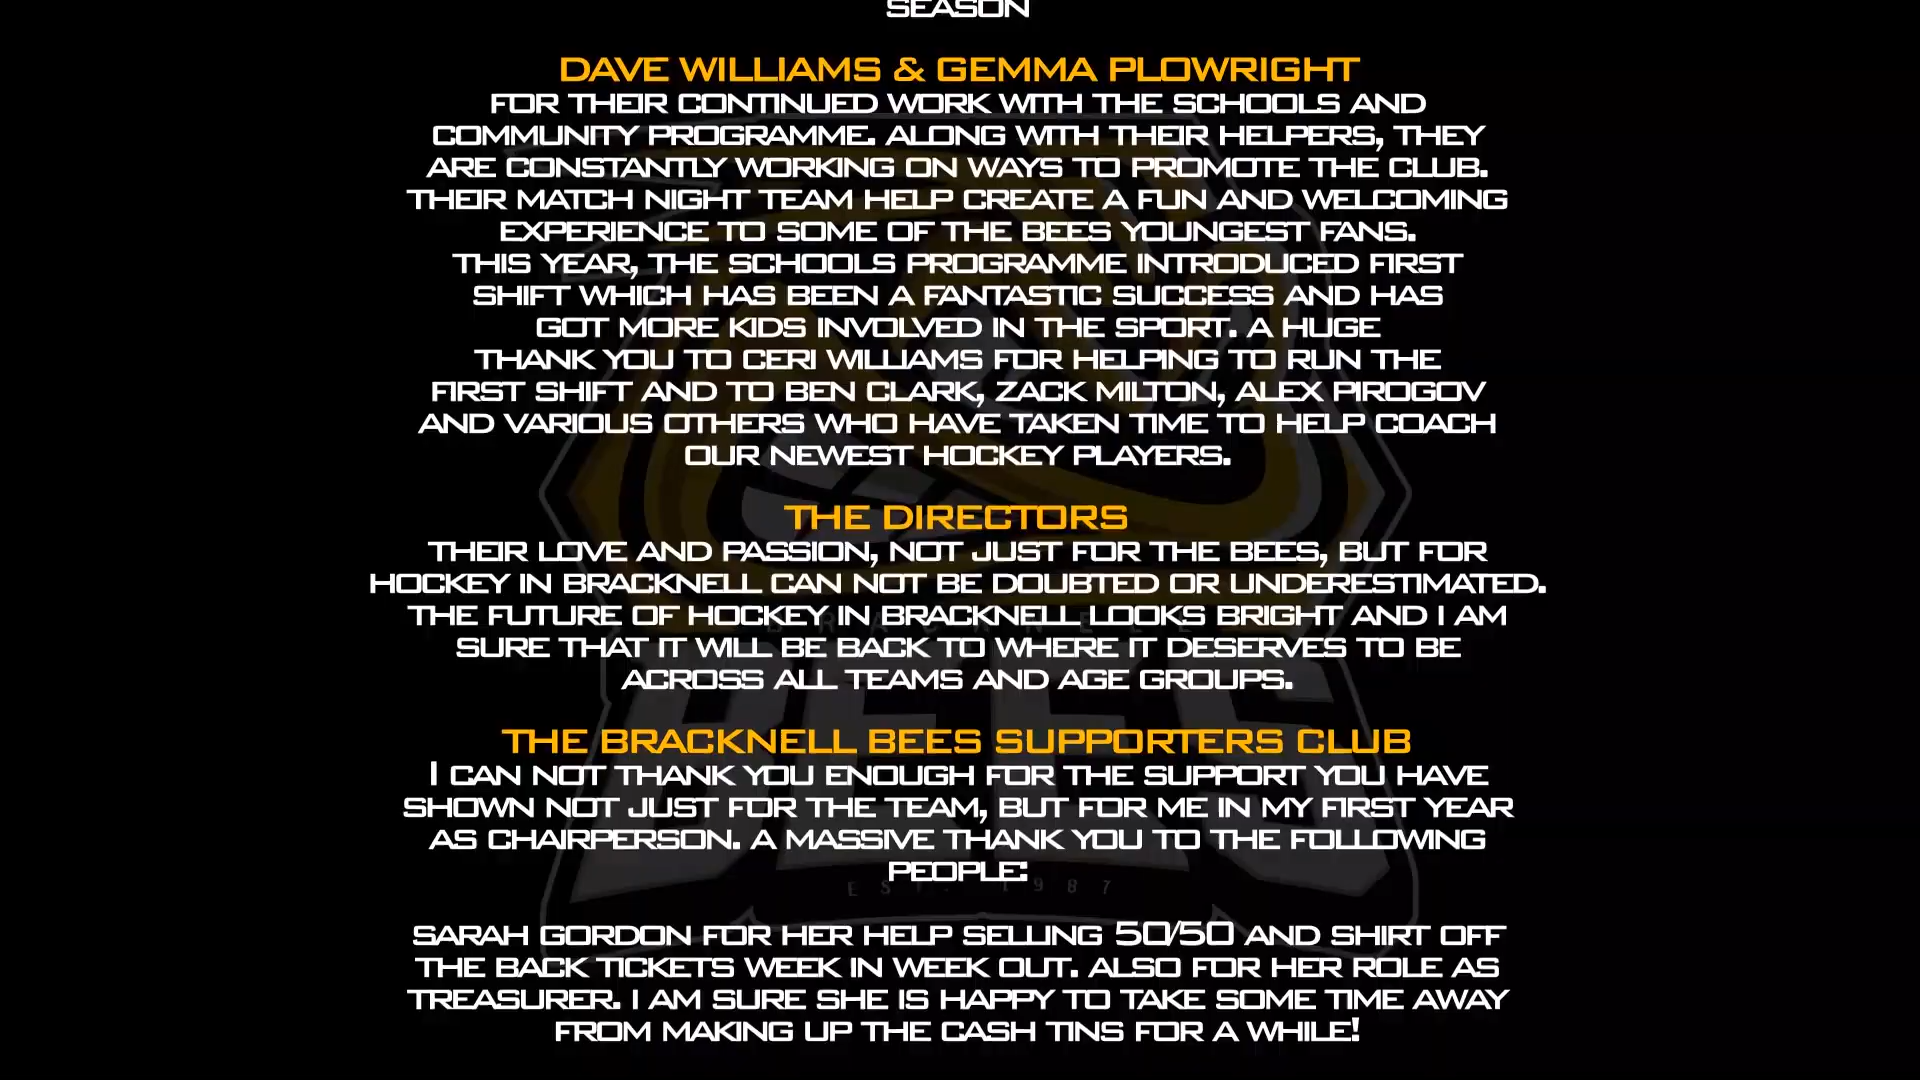 SEASON
DAVE WILLIAMS & GEMMA PLOWRIGHT
FOR THEIR CONTINUED WORK WITH THE SCHOOLS AND
COMMUNITY PROGRAMME. ALONG WITH THEIR HELPERS, THEY
ARE CONSTANTLY WORKING ON WAYS TO PROMOTE THE CLUB.
THEIR MATCH NIGHT TEAM HELP CREATE A FUN AND WELCOMING
EXPERIENCE TO SOME OF THE BEES YOUNGEST FANS.
THIS YEAR, THE SCHOOLS PROGRAMME INTRODUCED FIRST
SHIFT WHICH HAS BEEN A FANTASTIC SUCCESS AND HAS
GOT MORE KIDS INVOLVED IN THE SPORT. A HUGE
THANK YOU TO CERI WILLIAMS FOR HELPING TO RUN THE
FIRST SHIFT AND TO BEN CLARK, ZACK MILTON, ALEX PIROGOV
AND VARIOUS OTHERS WHO HAVE TAKEN TIME TO HELP COACH
OUR NEWEST HOCKEY PLAYERS.
THE DIRECTORS
THEIR LOVE AND PASSION, NOT JUST FOR THE BEES, BUT FOR
HOCKEY IN BRACKNELL CAN NOT BE DOUBTED OR UNDERESTIMATED.
THE FUTURE OF HOCKEY IN BRACKNELL LOOKS BRIGHT AND I AM
SURE THAT IT WILL BE BACK TO WHERE IT DESERVES TO BE
ACROSS ALL TEAMS AND AGE GROUPS.
BRACKNELL
BEES
EST. 1987
THE BRACKNELL BEES SUPPORTERS CLUB
I CAN NOT THANK YOU ENOUGH FOR THE SUPPORT YOU HAVE
SHOWN NOT JUST FOR THE TEAM, BUT FOR ME IN MY FIRST YEAR
AS CHAIRPERSON. A MASSIVE THANK YOU TO THE FOLLOWING
PEOPLE:
SARAH GORDON FOR HER HELP SELLING 50/50 AND SHIRT OFF
THE BACK TICKETS WEEK IN WEEK OUT. ALSO FOR HER ROLE AS
TREASURER. I AM SURE SHE IS HAPPY TO TAKE SOME TIME AWAY
FROM MAKING UP THE CASH TINS FOR A WHILE!